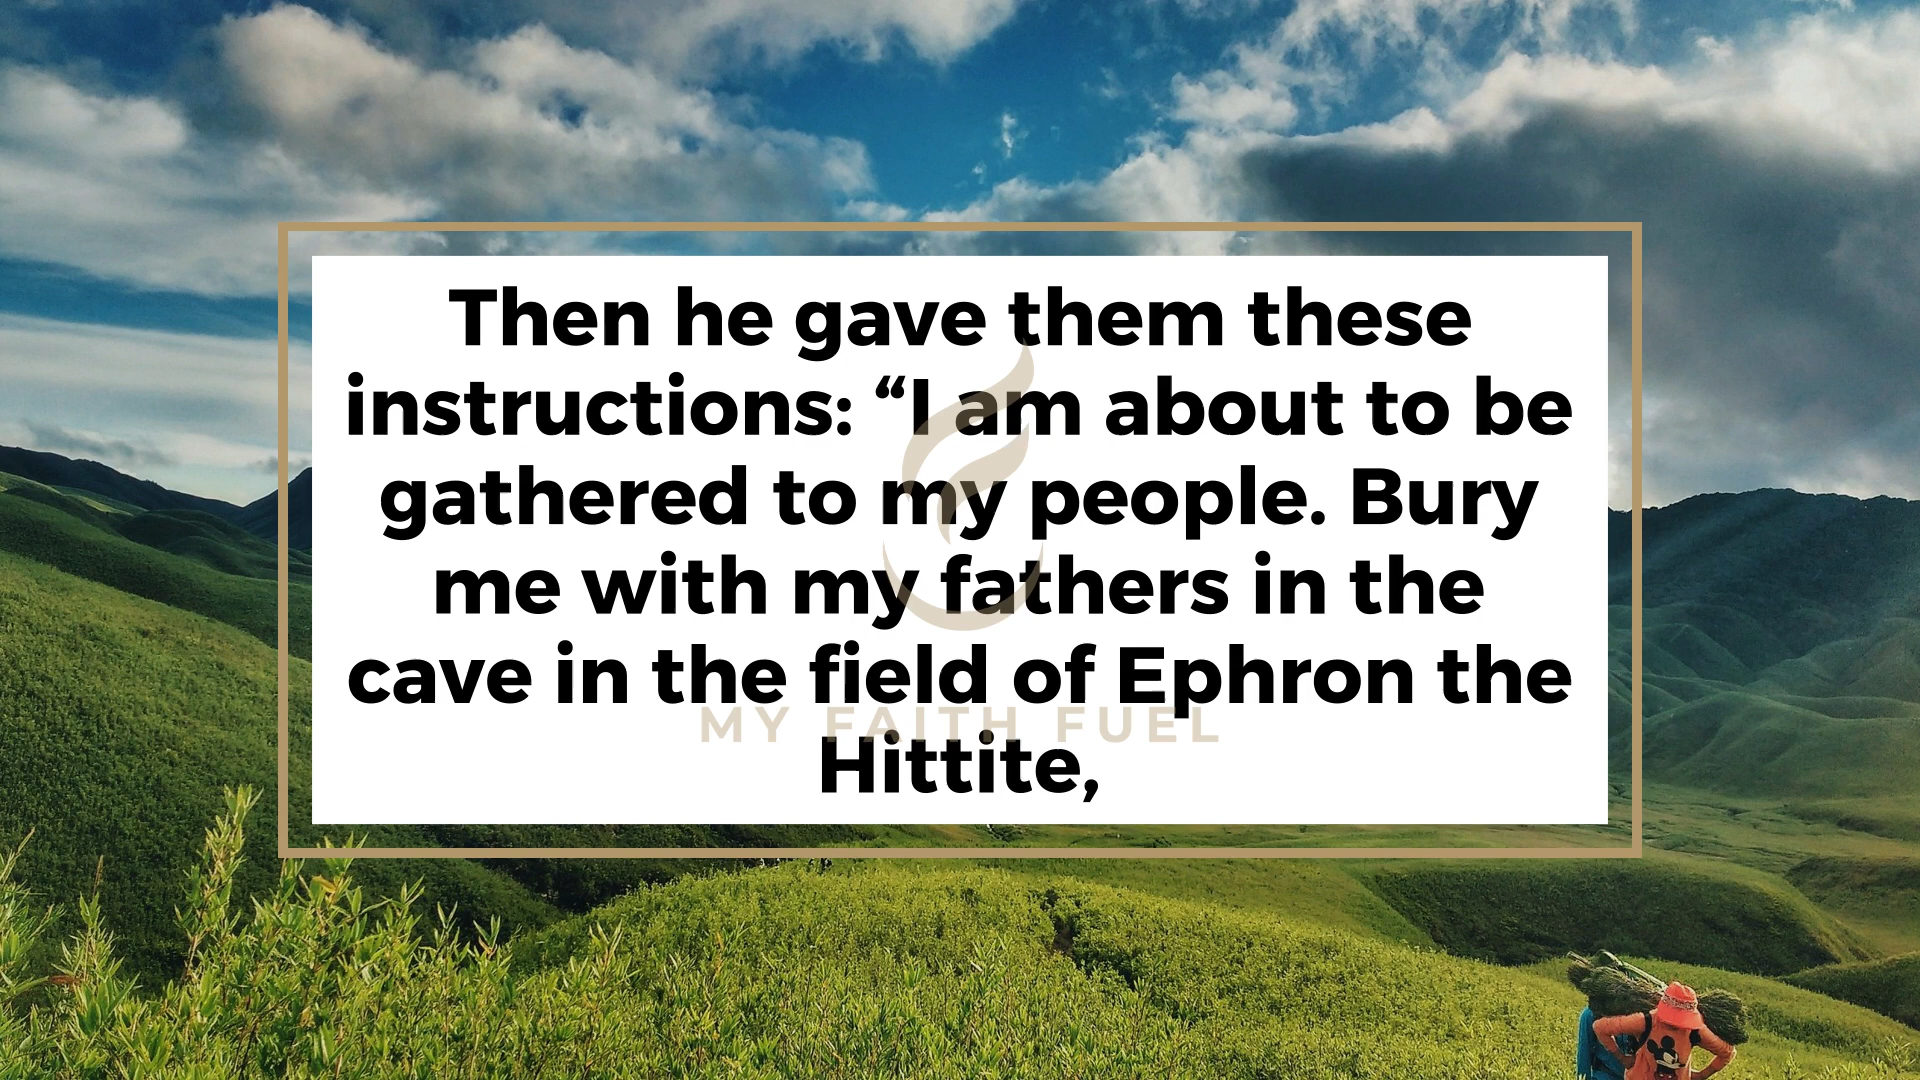 Then he gave them these
instructions: “I am about to be
gathered to my people. Bury
me with my fathers in the
cave in the field of Ephron the
MY FAITH FUEL
Hittite,